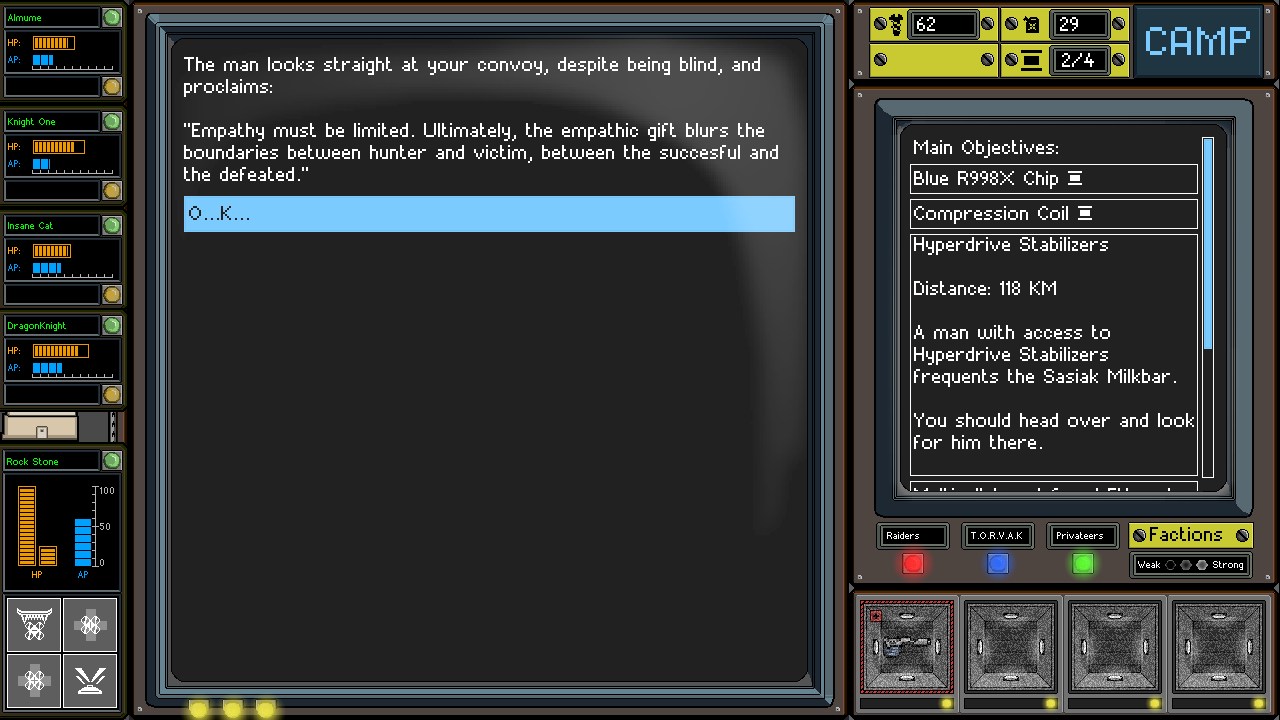 Almume
HP:
AP:
Knight One
HP:
AP:
Insane Cat
HP:
AP:
DragonKnight
HP:
AP:
Rock Stone
100
50
0
HP
AP
The man looks straight at your convoy, despite being blind, and
proclaims:
"Empathy must be limited. Ultimately, the empathic gift blurs the
boundaries between hunter and victim, between the succesful and
the defeated."
O...K...
62
29
2/4
CAMP
Main Objectives:
Blue R998X Chip
Compression Coil
Hyperdrive Stabilizers
Distance: 118 KM
A man with access to
Hyperdrive Stabilizers
frequents the Sasiak Milkbar.
You should head over and look
for him there.
Raiders
T.O.R.V.A.K
Privateers
Factions
Weak
Strong